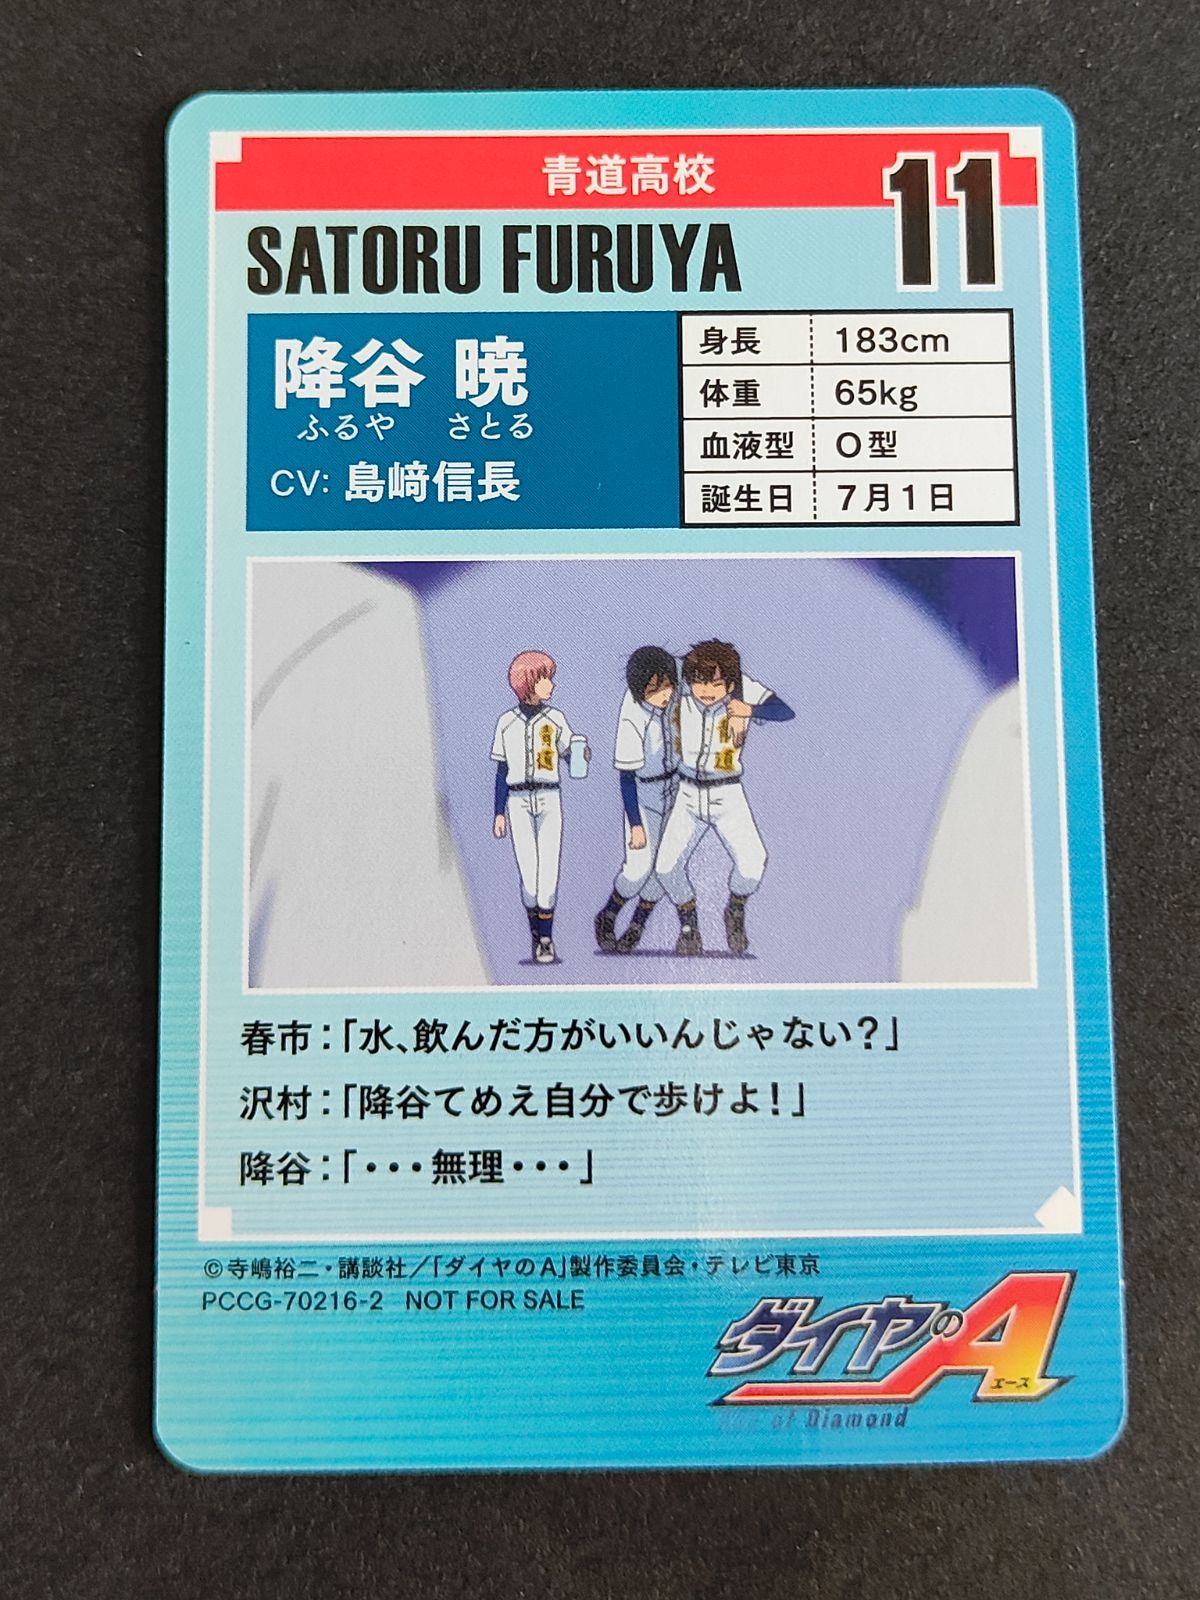 青道高校
11
SATORU FURUYA
降谷 暁
ふるや さとる
CV: 島﨑信長
身長 183cm
体重 65kg
血液型 O型
誕生日 7月1日
青道
道
春市：「水、飲んだ方がいいんじゃない？」
沢村：「降谷てめえ自分で歩けよ！」
降谷：「・・・無理・・・」
©寺嶋裕二・講談社／「ダイヤのA」製作委員会・テレビ東京
PCCG-70216-2 NOT FOR SALE
ダイヤのA
エース
of Diamond